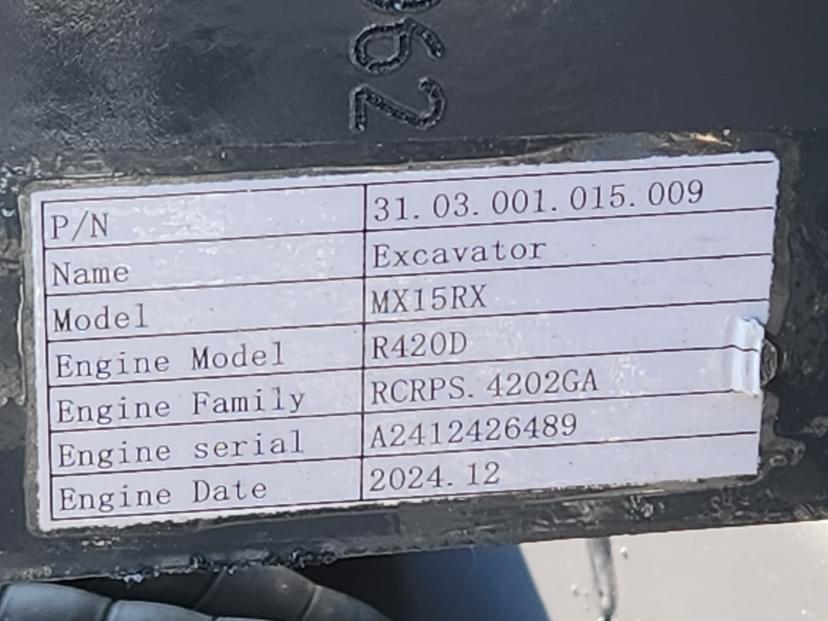 062
P/N 31.03.001.015.009
Name Excavator
Model MX15RX
Engine Model R420D
Engine Family RCRPS.4202GA
Engine serial A2412426489
Engine Date 2024.12